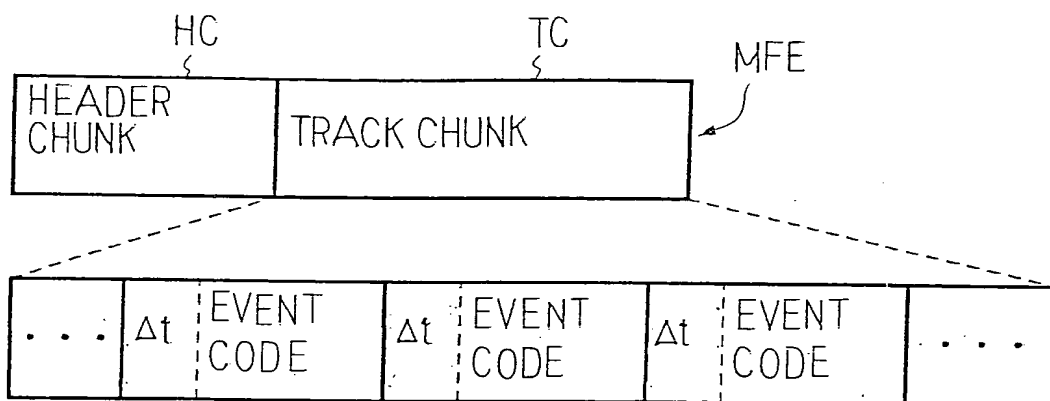 HC
TC
MFE
HEADER
CHUNK
TRACK CHUNK
. . . Δt EVENT CODE Δt EVENT CODE Δt EVENT CODE . . .